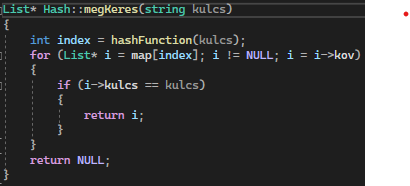 List* Hash::megKeres(string kulcs)
{
    int index = hashFunction(kulcs);
    for (List* i = map[index]; i != NULL; i = i->kov)
    {
        if (i->kulcs == kulcs)
        {
            return i;
        }
    }
    return NULL;
}